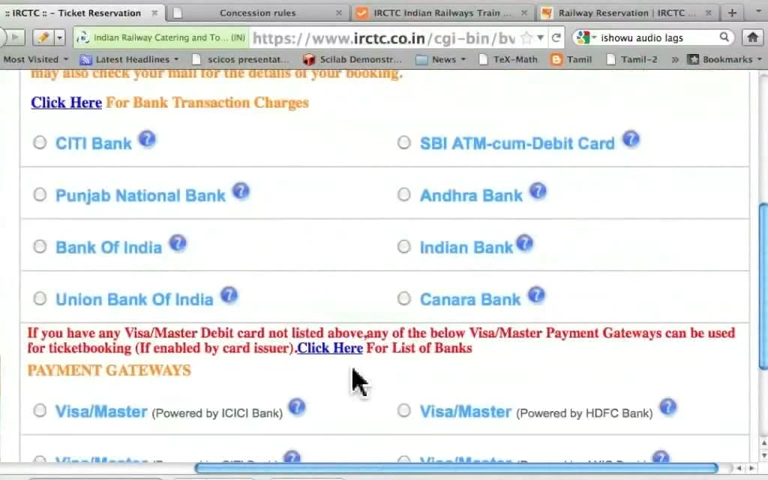 :: IRCTC :: - Ticket Reservation
Concession rules
IRCTC Indian Railways Train ...
Railway Reservation | IRCTC ...
Indian Railway Catering and To... (IN)
https://www.irctc.co.in/cgi-bin/bv
ishowu audio lags
Most Visited
Latest Headlines
scicos presentat...
Scilab Demonstr...
News
TeX-Math
Tamil
Tamil-2
»
Bookmarks
may also check your mail for the details of your booking.
Click Here For Bank Transaction Charges
CITI Bank ?
SBI ATM-cum-Debit Card ?
Punjab National Bank ?
Andhra Bank ?
Bank Of India ?
Indian Bank ?
Union Bank Of India ?
Canara Bank ?
If you have any Visa/Master Debit card not listed above,any of the below Visa/Master Payment Gateways can be used
for ticketbooking (If enabled by card issuer).Click Here For List of Banks
PAYMENT GATEWAYS
Visa/Master (Powered by ICICI Bank) ?
Visa/Master (Powered by HDFC Bank) ?